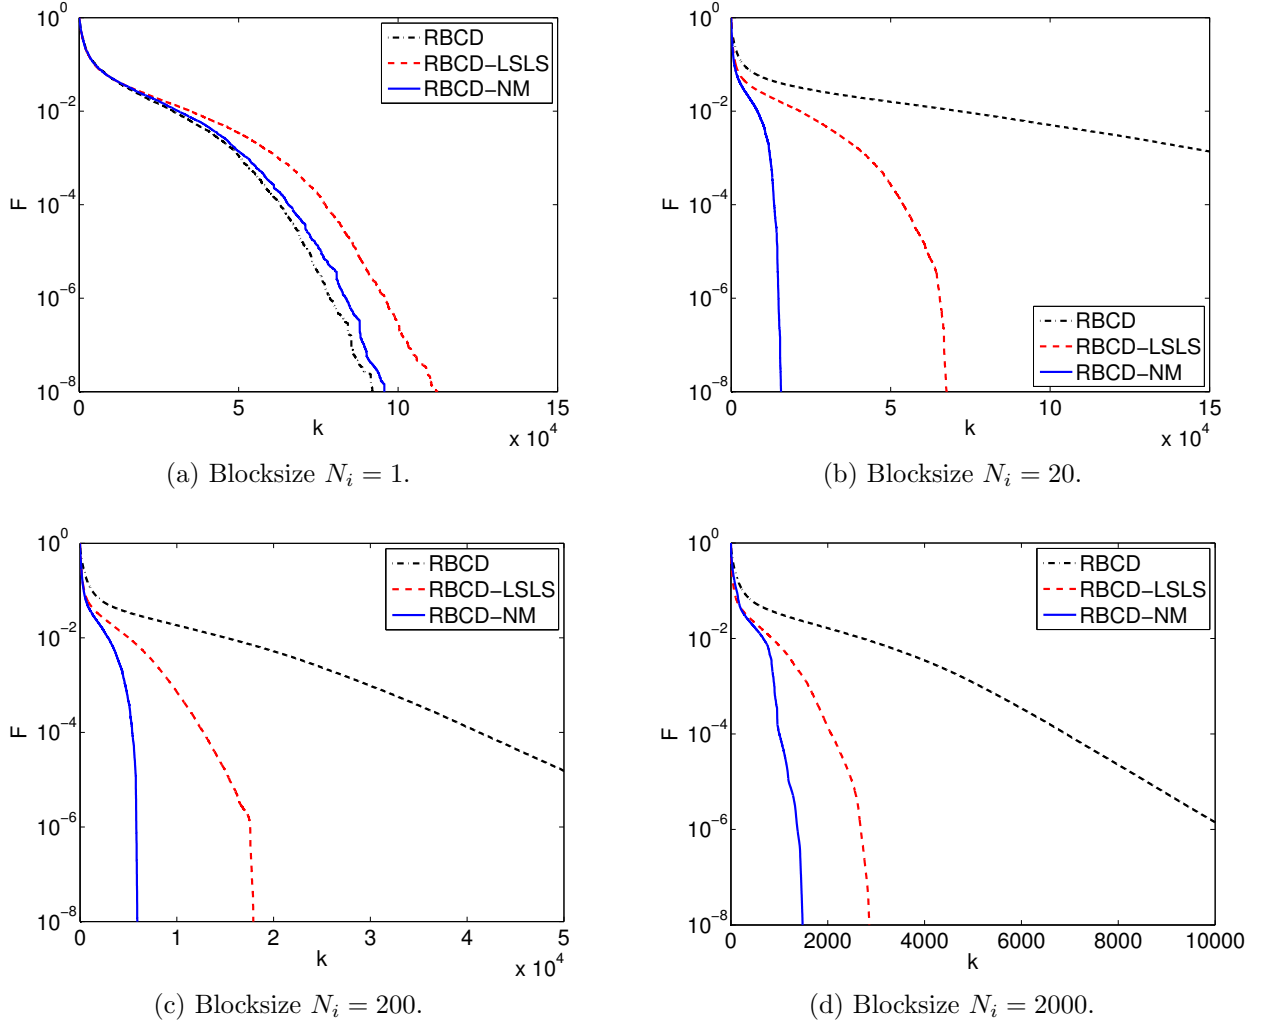 10^0
10^-2
10^-4
10^-6
10^-8
F
0
5
10
15
x 10^4
k
RBCD
RBCD-LSLS
RBCD-NM
(a) Blocksize N_i = 1.
10^0
10^-2
10^-4
10^-6
10^-8
F
0
5
10
15
x 10^4
k
RBCD
RBCD-LSLS
RBCD-NM
(b) Blocksize N_i = 20.
10^0
10^-2
10^-4
10^-6
10^-8
F
0
1
2
3
4
5
x 10^4
k
RBCD
RBCD-LSLS
RBCD-NM
(c) Blocksize N_i = 200.
10^0
10^-2
10^-4
10^-6
10^-8
F
0
2000
4000
6000
8000
10000
k
RBCD
RBCD-LSLS
RBCD-NM
(d) Blocksize N_i = 2000.